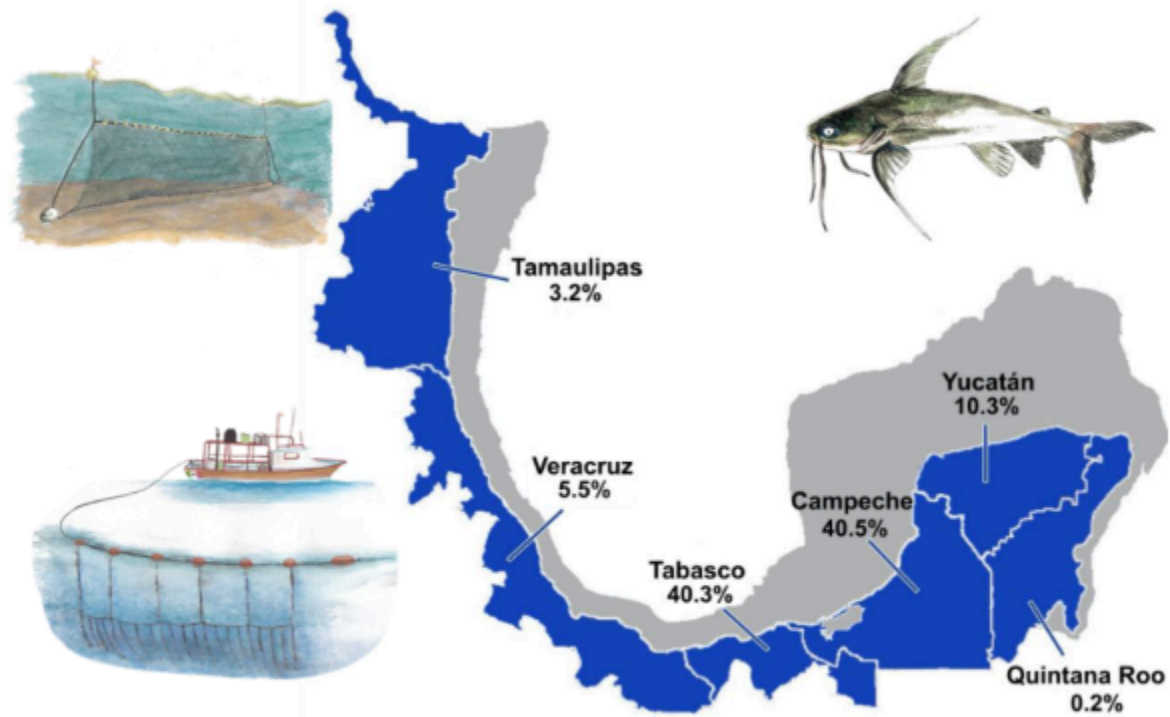 Tamaulipas
3.2%
Yucatán
10.3%
Veracruz
5.5%
Campeche
40.5%
Tabasco
40.3%
Quintana Roo
0.2%